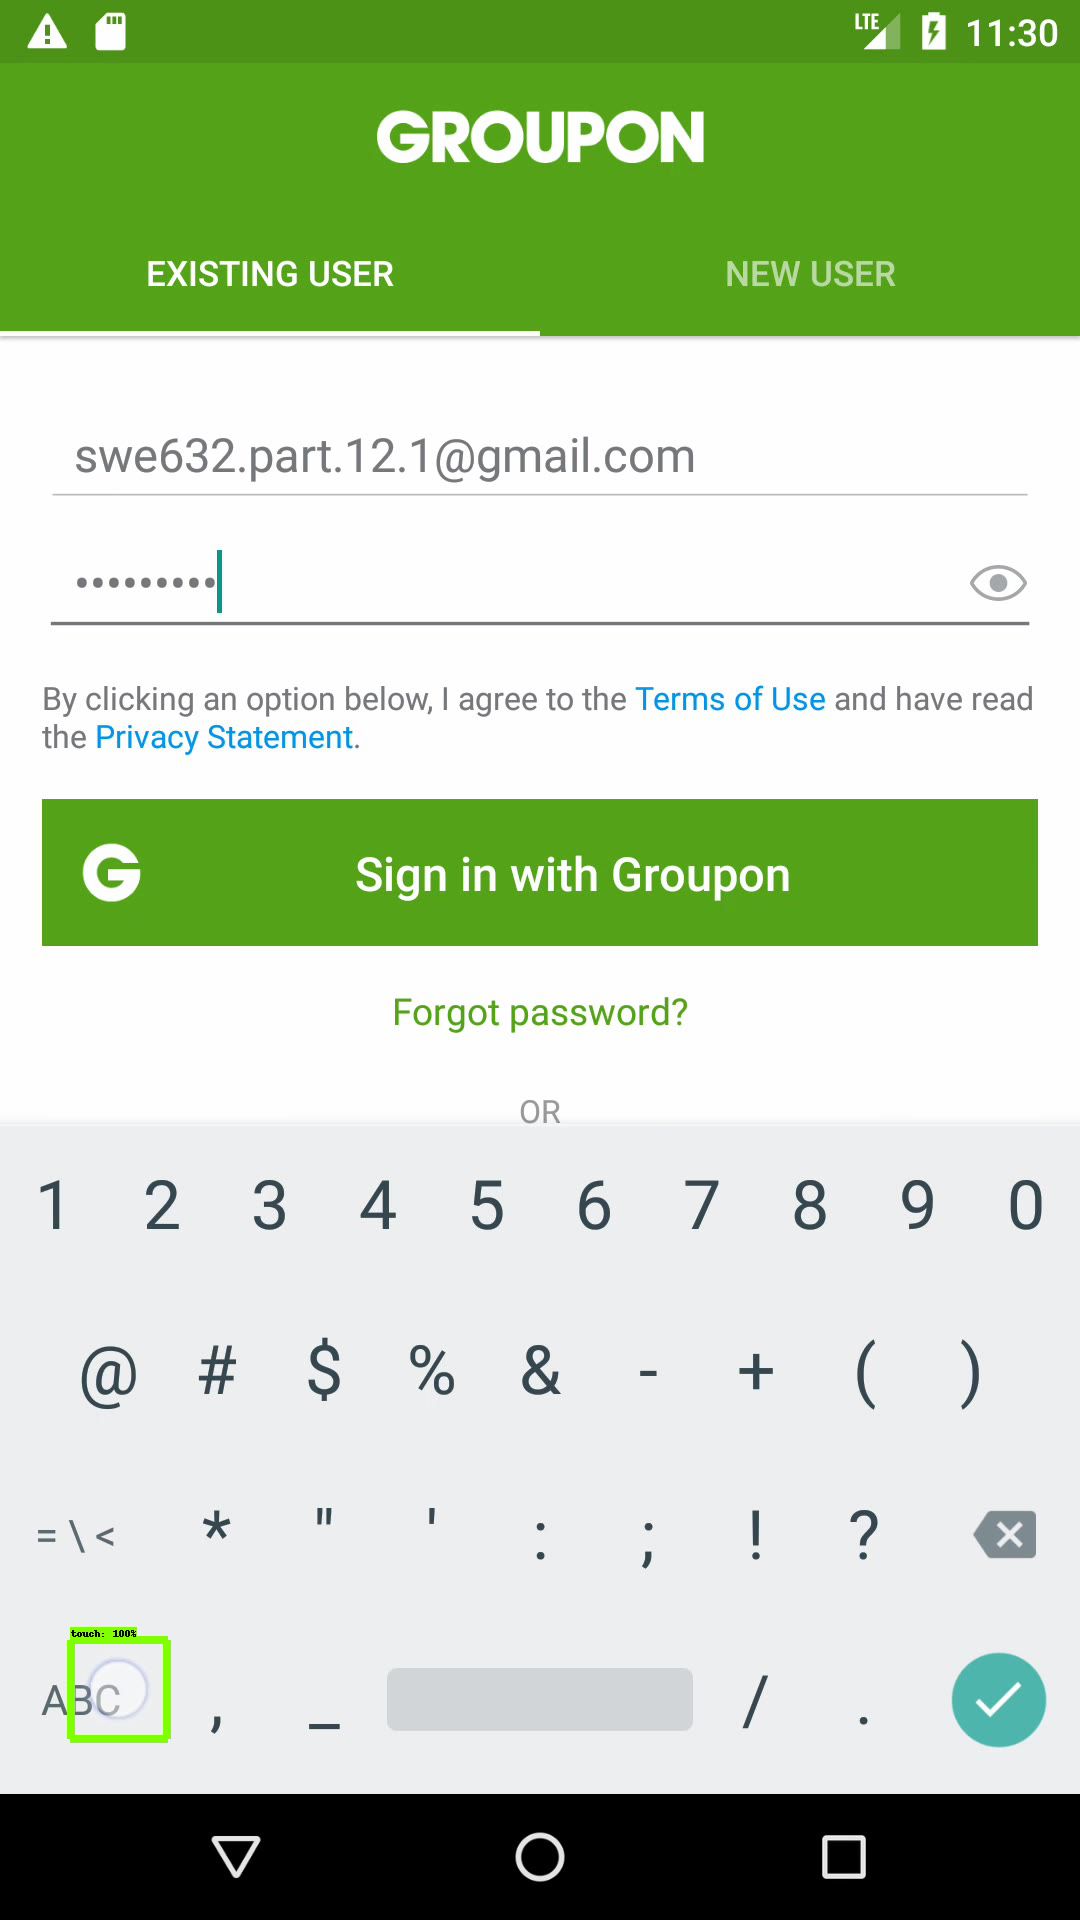 LTE 11:30
GROUPON
EXISTING USER NEW USER
swe632.part.12.1@gmail.com
•••••••••
By clicking an option below, I agree to the Terms of Use and have read
the Privacy Statement.
G Sign in with Groupon
Forgot password?
OR
1 2 3 4 5 6 7 8 9 0
@ # $ % & - + ( )
= \ < * " ' : ; ! ?
touch: 100%
ABC , _ / .